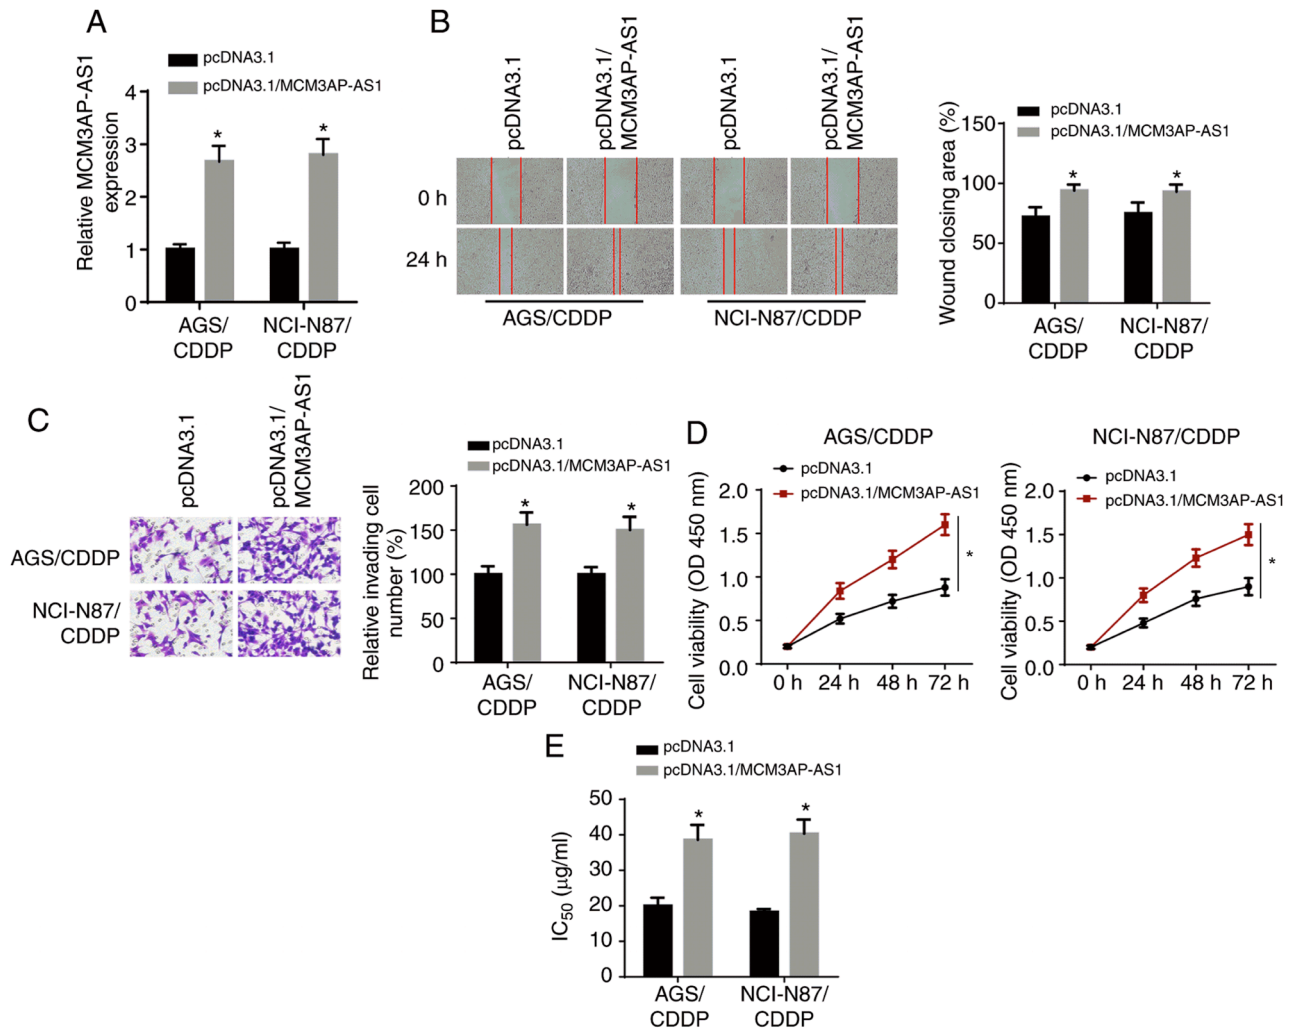 A
pcDNA3.1
pcDNA3.1/MCM3AP-AS1
Relative MCM3AP-AS1
expression
4
3
2
1
0
*
*
AGS/
CDDP
NCI-N87/
CDDP
B
pcDNA3.1
pcDNA3.1/
MCM3AP-AS1
pcDNA3.1
pcDNA3.1/
MCM3AP-AS1
0 h
24 h
AGS/CDDP
NCI-N87/CDDP
pcDNA3.1
pcDNA3.1/MCM3AP-AS1
Wound closing area (%)
150
100
50
0
*
*
AGS/
CDDP
NCI-N87/
CDDP
C
pcDNA3.1
pcDNA3.1/
MCM3AP-AS1
AGS/CDDP
NCI-N87/
CDDP
pcDNA3.1
pcDNA3.1/MCM3AP-AS1
Relative invading cell
number (%)
200
150
100
50
0
*
*
AGS/
CDDP
NCI-N87/
CDDP
D
AGS/CDDP
pcDNA3.1
pcDNA3.1/MCM3AP-AS1
Cell viability (OD 450 nm)
2.0
1.5
1.0
0.5
0.0
*
0 h 24 h 48 h 72 h
NCI-N87/CDDP
pcDNA3.1
pcDNA3.1/MCM3AP-AS1
Cell viability (OD 450 nm)
2.0
1.5
1.0
0.5
0.0
*
0 h 24 h 48 h 72 h
E
pcDNA3.1
pcDNA3.1/MCM3AP-AS1
IC50 (μg/ml)
50
40
30
20
10
0
*
*
AGS/
CDDP
NCI-N87/
CDDP